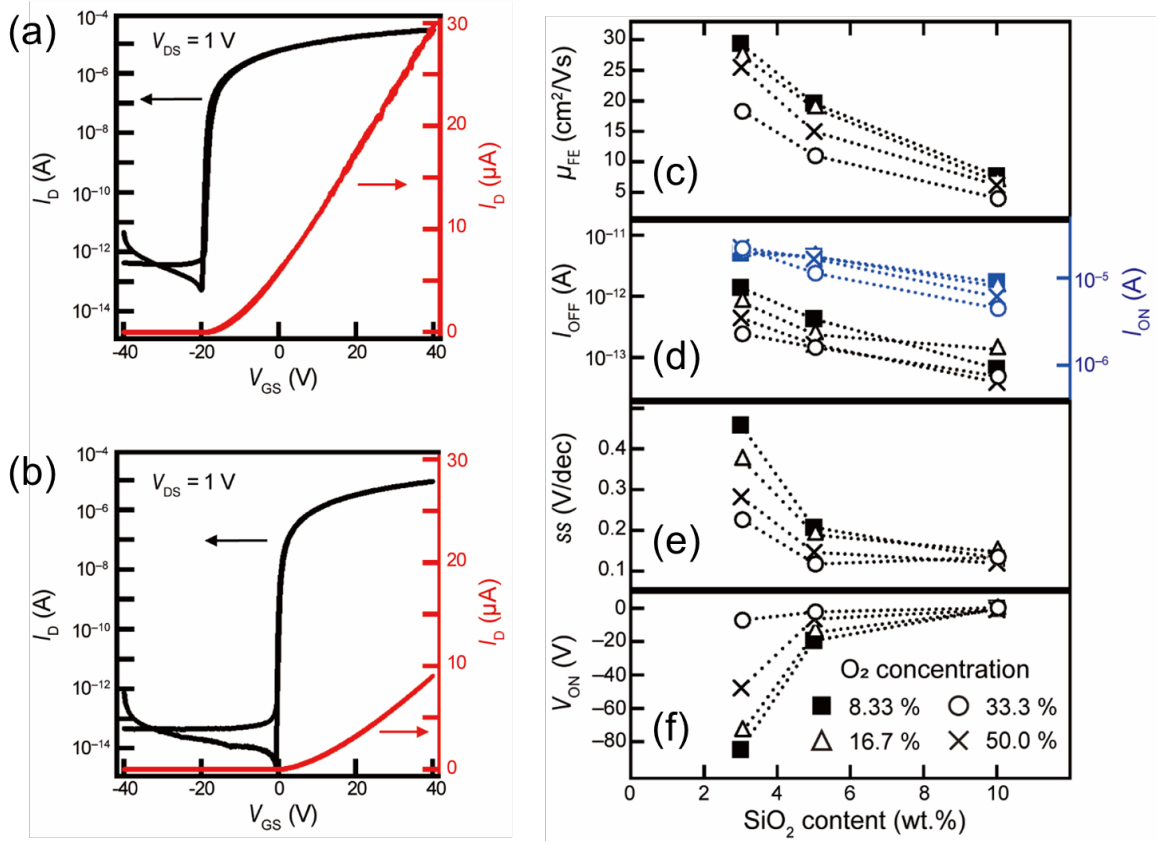 (a)
V_DS = 1 V
I_D (A)
10⁻⁴
10⁻⁶
10⁻⁸
10⁻¹⁰
10⁻¹²
10⁻¹⁴
I_D (µA)
30
20
10
0
-40 -20 0 20 40
V_GS (V)
(b)
V_DS = 1 V
I_D (A)
10⁻⁴
10⁻⁶
10⁻⁸
10⁻¹⁰
10⁻¹²
10⁻¹⁴
I_D (µA)
30
20
10
0
-40 -20 0 20 40
V_GS (V)
µ_FE (cm²/Vs)
30
25
20
15
10
5
(c)
I_OFF (A)
10⁻¹¹
10⁻¹²
10⁻¹³
(d)
I_ON (A)
10⁻⁵
10⁻⁶
ss (V/dec)
0.4
0.3
0.2
0.1
(e)
V_ON (V)
0
−20
−40
−60
−80
(f)
O₂ concentration
8.33 % 33.3 %
16.7 % 50.0 %
0 2 4 6 8 10
SiO₂ content (wt.%)